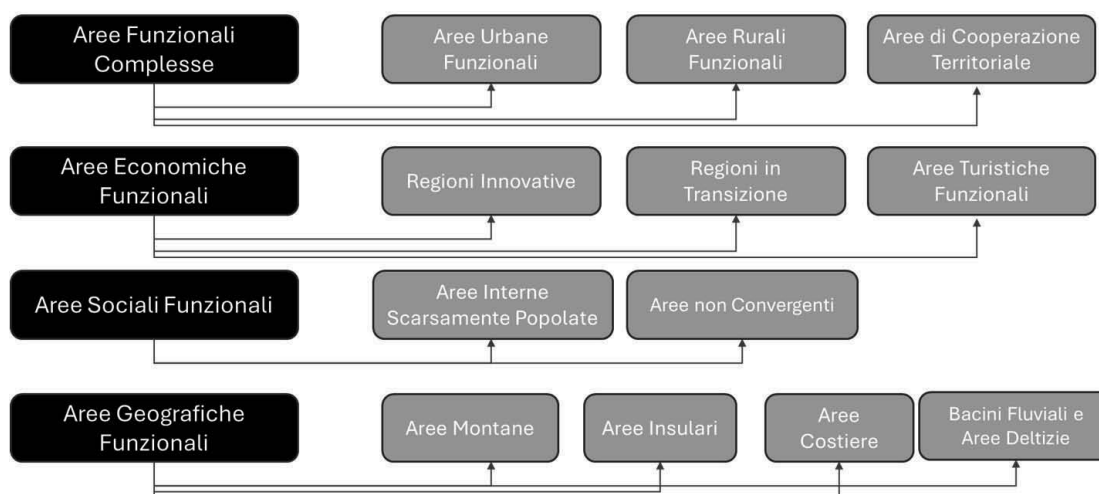 Aree Funzionali
Complesse
Aree Urbane
Funzionali
Aree Rurali
Funzionali
Aree di Cooperazione
Territoriale
Aree Economiche
Funzionali
Regioni Innovative
Regioni in
Transizione
Aree Turistiche
Funzionali
Aree Sociali Funzionali
Aree Interne
Scarsamente Popolate
Aree non Convergenti
Aree Geografiche
Funzionali
Aree Montane
Aree Insulari
Aree
Costiere
Bacini Fluviali e
Aree Deltizie